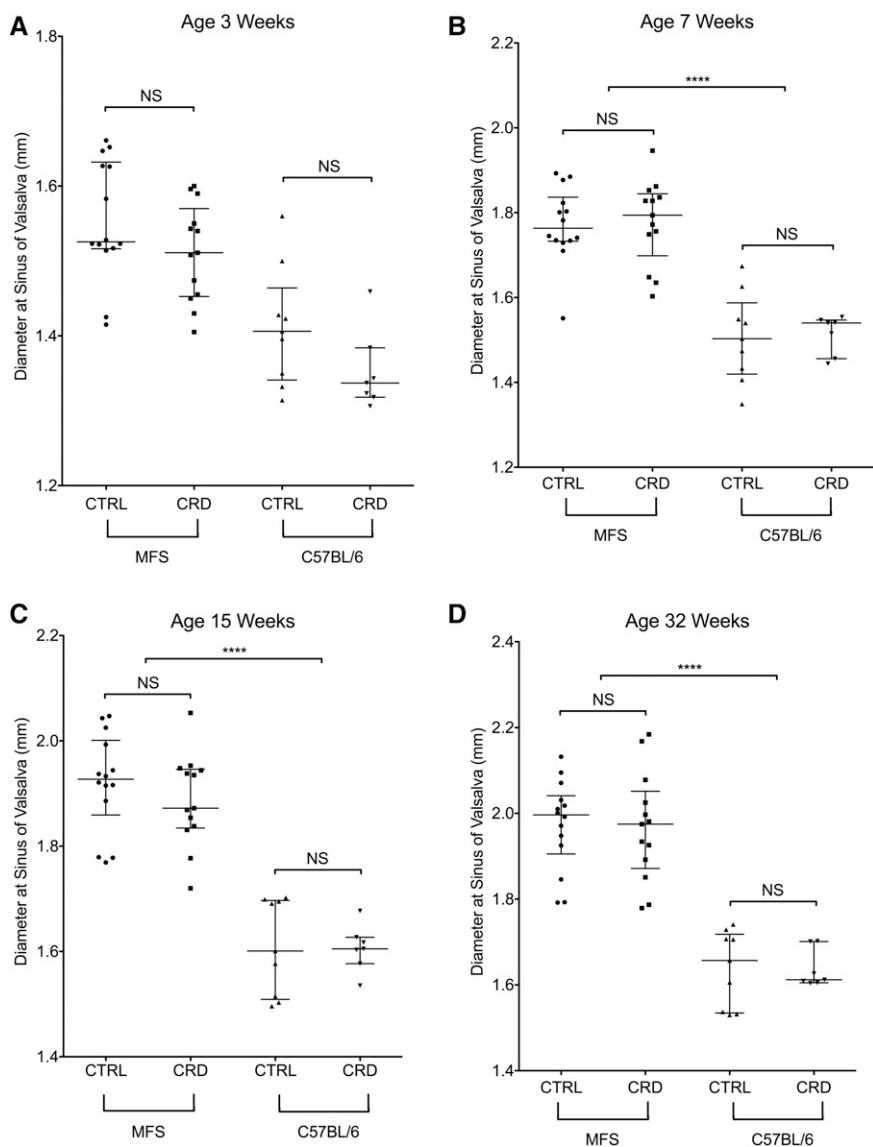 A
Age 3 Weeks
Diameter at Sinus of Valsalva (mm)
1.8
1.6
1.4
1.2
NS
NS
CTRL CRD CTRL CRD
MFS C57BL/6
B
Age 7 Weeks
Diameter at Sinus of Valsalva (mm)
2.2
2.0
1.8
1.6
1.4
1.2
****
NS
NS
CTRL CRD CTRL CRD
MFS C57BL/6
C
Age 15 Weeks
Diameter at Sinus of Valsalva (mm)
2.2
2.0
1.8
1.6
1.4
****
NS
NS
CTRL CRD CTRL CRD
MFS C57BL/6
D
Age 32 Weeks
Diameter at Sinus of Valsalva (mm)
2.4
2.2
2.0
1.8
1.6
1.4
****
NS
NS
CTRL CRD CTRL CRD
MFS C57BL/6